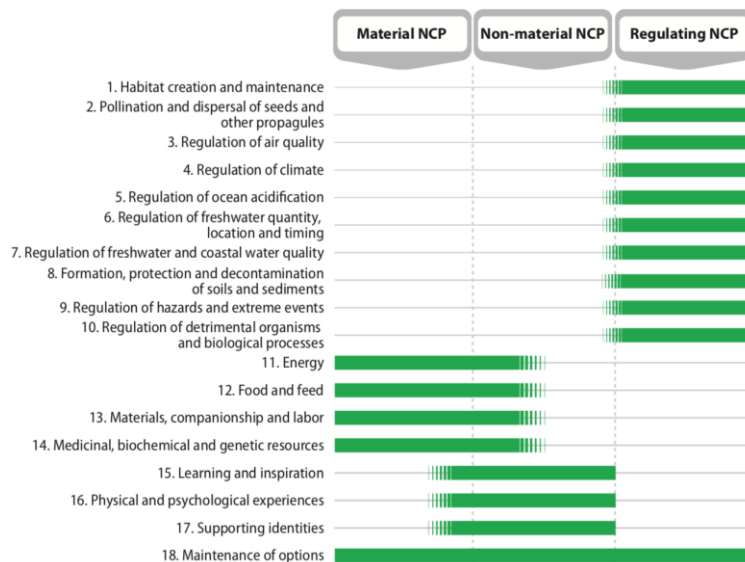 Material NCP
Non-material NCP
Regulating NCP
1. Habitat creation and maintenance
2. Pollination and dispersal of seeds and
other propagules
3. Regulation of air quality
4. Regulation of climate
5. Regulation of ocean acidification
6. Regulation of freshwater quantity,
location and timing
7. Regulation of freshwater and coastal water quality
8. Formation, protection and decontamination
of soils and sediments
9. Regulation of hazards and extreme events
10. Regulation of detrimental organisms
and biological processes
11. Energy
12. Food and feed
13. Materials, companionship and labor
14. Medicinal, biochemical and genetic resources
15. Learning and inspiration
16. Physical and psychological experiences
17. Supporting identities
18. Maintenance of options